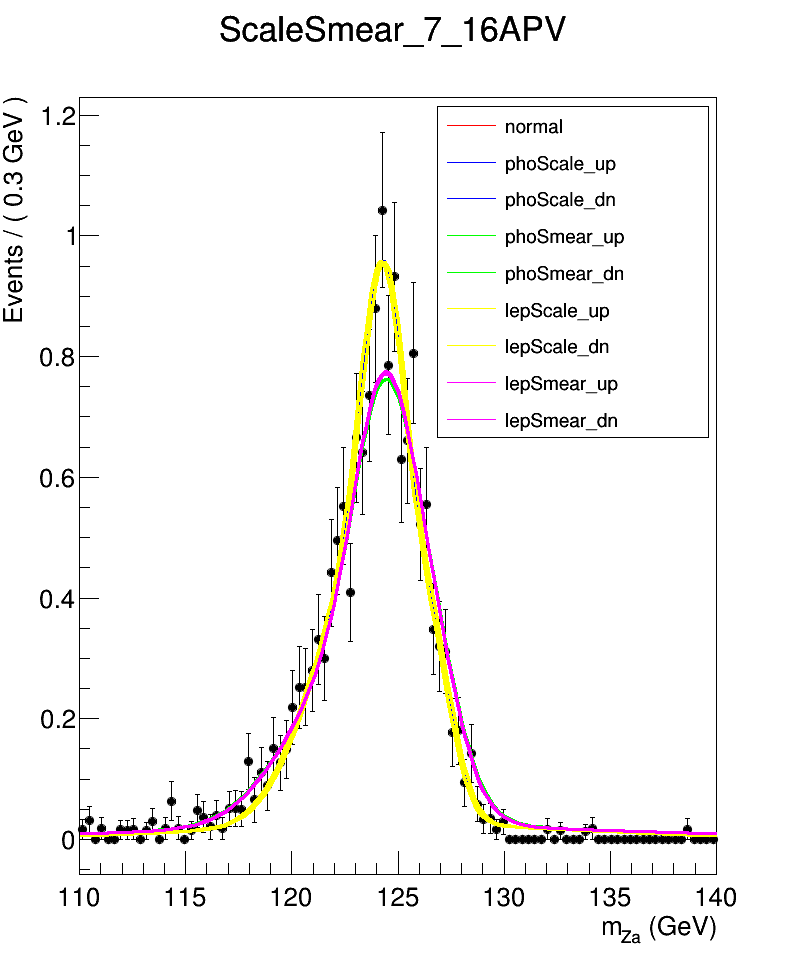 ScaleSmear_7_16APV
Events / ( 0.3 GeV )
1.2
1
0.8
0.6
0.4
0.2
0
normal
phoScale_up
phoScale_dn
phoSmear_up
phoSmear_dn
lepScale_up
lepScale_dn
lepSmear_up
lepSmear_dn
110 115 120 125 130 135 140
m_Za (GeV)